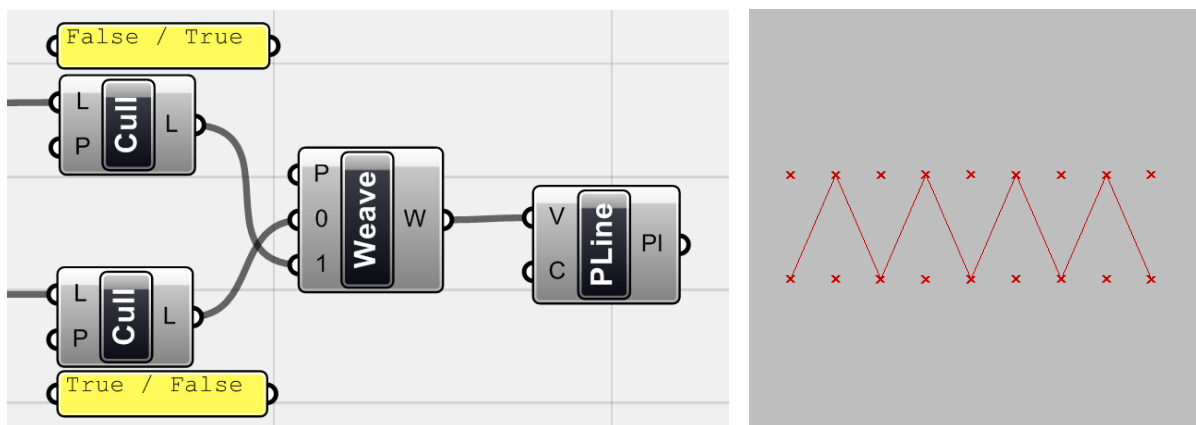 False / True
L
P
Cull
L
P
0
1
Weave
W
V
C
PLine
Pl
L
P
Cull
L
True / False